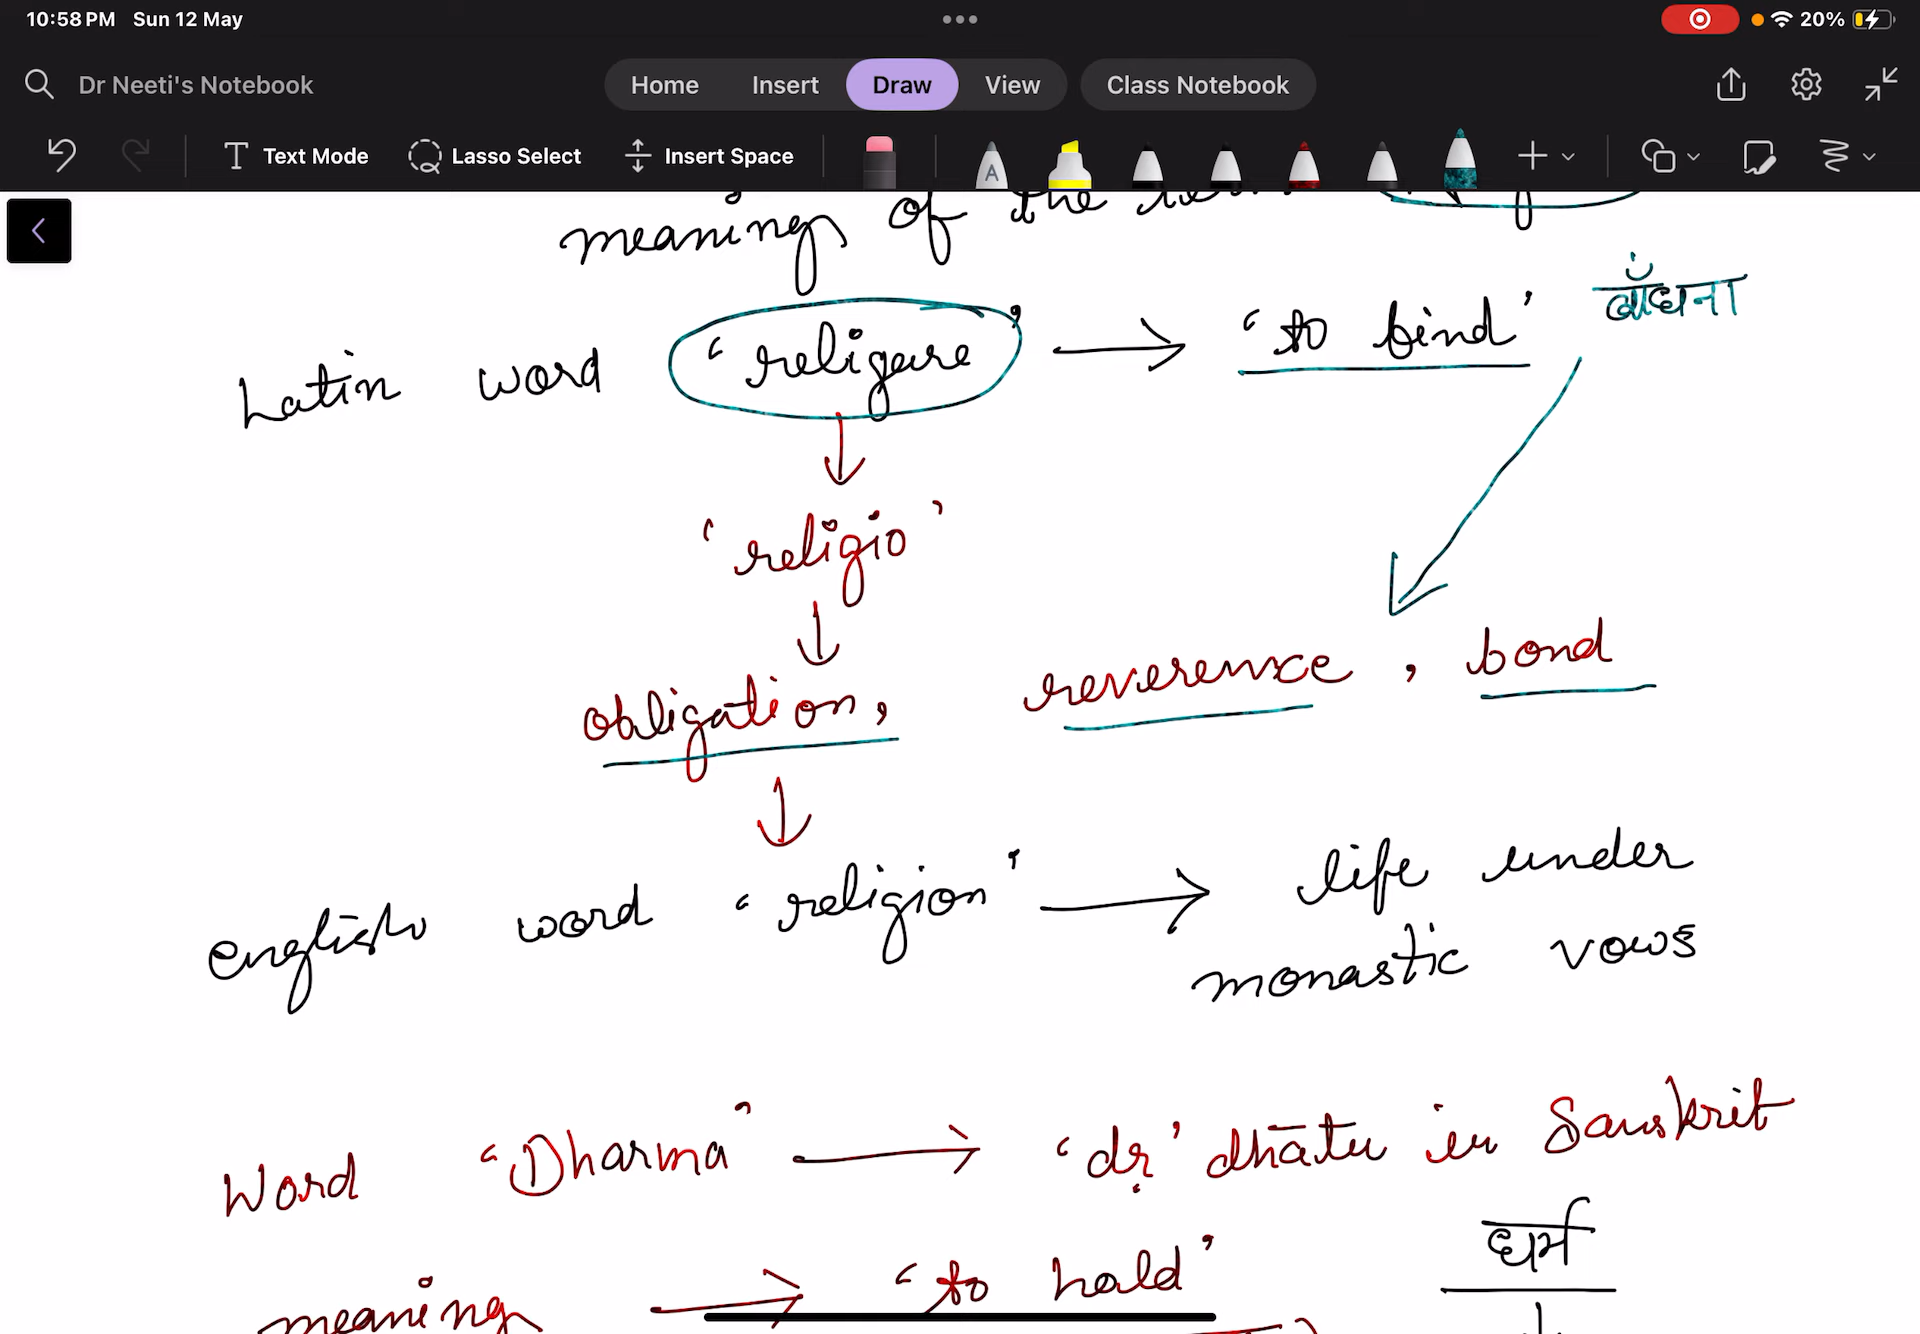 10:58 PM Sun 12 May
20%
Dr Neeti's Notebook
Home Insert Draw View Class Notebook
Text Mode Lasso Select Insert Space
A
meaning of the
Latin word 'religare' → 'to bind' बाँधना
↓
'religio'
↓
obligation, reverence, bond
↓
english word 'religion' → life under
monastic vows
Word "Dharma" → 'dṛ' dhātu in Sanskrit
meaning → 'to hold' धर्म